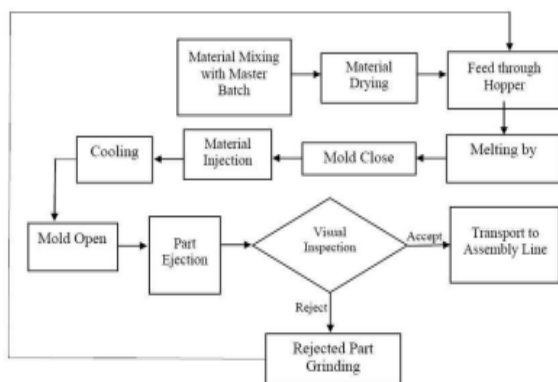 Material Mixing
with Master
Batch
Material
Drying
Feed through
Hopper
Cooling
Material
Injection
Mold Close
Melting by
Mold Open
Part
Ejection
Visual
Inspection
Accept
Transport to
Assembly Line
Reject
Rejected Part
Grinding